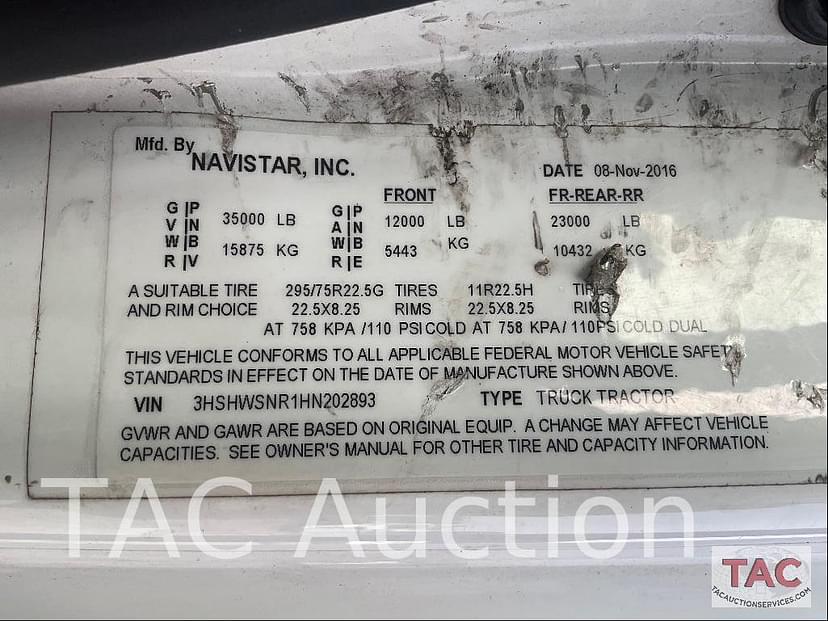 Mfd. By
NAVISTAR, INC.
DATE 08-Nov-2016
FRONT FR-REAR-RR
G|P V|N W|B R|V 35000 LB G|P A|N W|B R|E 12000 LB 23000 LB
15875 KG 5443 KG 10432 KG
A SUITABLE TIRE 295/75R22.5G TIRES 11R22.5H
AND RIM CHOICE 22.5X8.25 RIMS 22.5X8.25
AT 758 KPA /110 PSI COLD AT 758 KPA / 110 PSI COLD DUAL
THIS VEHICLE CONFORMS TO ALL APPLICABLE FEDERAL MOTOR VEHICLE SAFET
STANDARDS IN EFFECT ON THE DATE OF MANUFACTURE SHOWN ABOVE.
VIN 3HSHWSNR1HN202893 TYPE TRUCK TRACTOR
GVWR AND GAWR ARE BASED ON ORIGINAL EQUIP. A CHANGE MAY AFFECT VEHICLE
CAPACITIES. SEE OWNER'S MANUAL FOR OTHER TIRE AND CAPACITY INFORMATION.
TAC Auction
TAC
TACAUCTIONSERVICES.COM